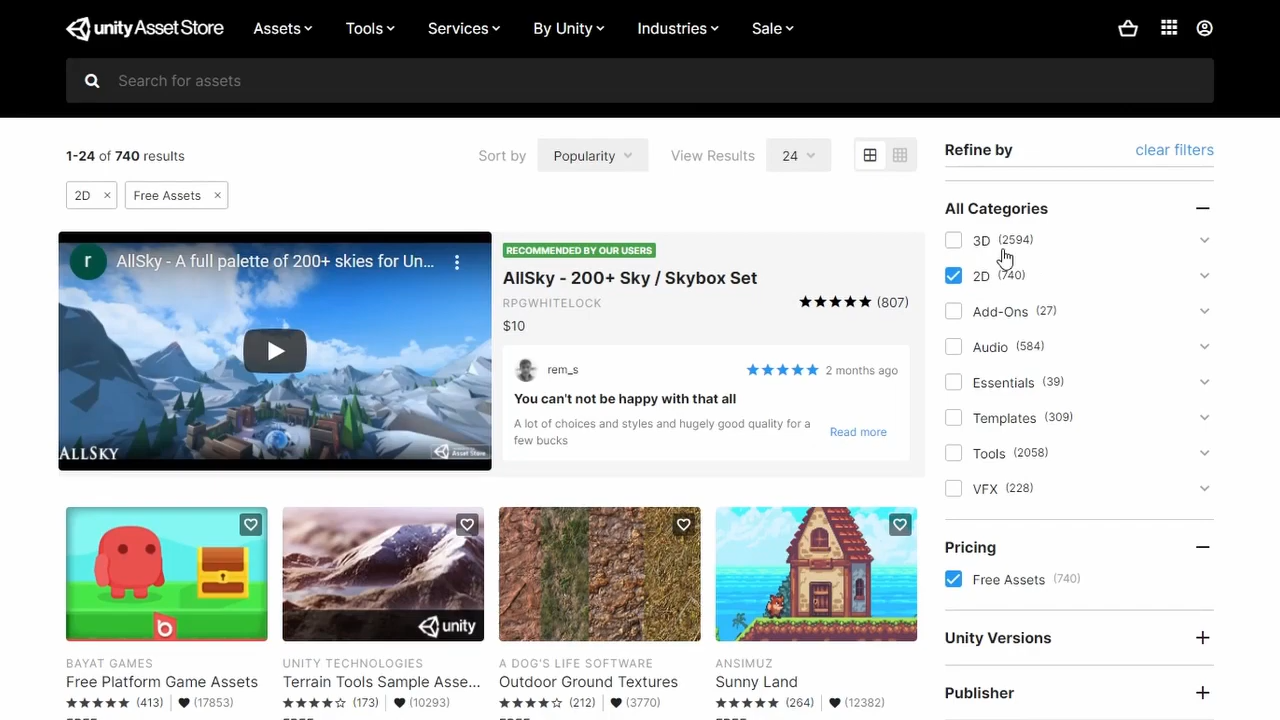 unity Asset Store Assets Tools Services By Unity Industries Sale
Search for assets
1-24 of 740 results
Sort by Popularity View Results 24
2D × Free Assets ×
r AllSky - A full palette of 200+ skies for Un...
ALLSKY
Asset Store
RECOMMENDED BY OUR USERS
AllSky - 200+ Sky / Skybox Set
RPGWHITELOCK
(807)
$10
rem_s
2 months ago
You can't not be happy with that all
A lot of choices and styles and hugely good quality for a
few bucks
Read more
b
unity
BAYAT GAMES
Free Platform Game Assets
(413) (17853)
UNITY TECHNOLOGIES
Terrain Tools Sample Asse...
(173) (10293)
A DOG'S LIFE SOFTWARE
Outdoor Ground Textures
(212) (3770)
ANSIMUZ
Sunny Land
(264) (12382)
Refine by clear filters
All Categories
3D (2594)
2D (740)
Add-Ons (27)
Audio (584)
Essentials (39)
Templates (309)
Tools (2058)
VFX (228)
Pricing
Free Assets (740)
Unity Versions
Publisher